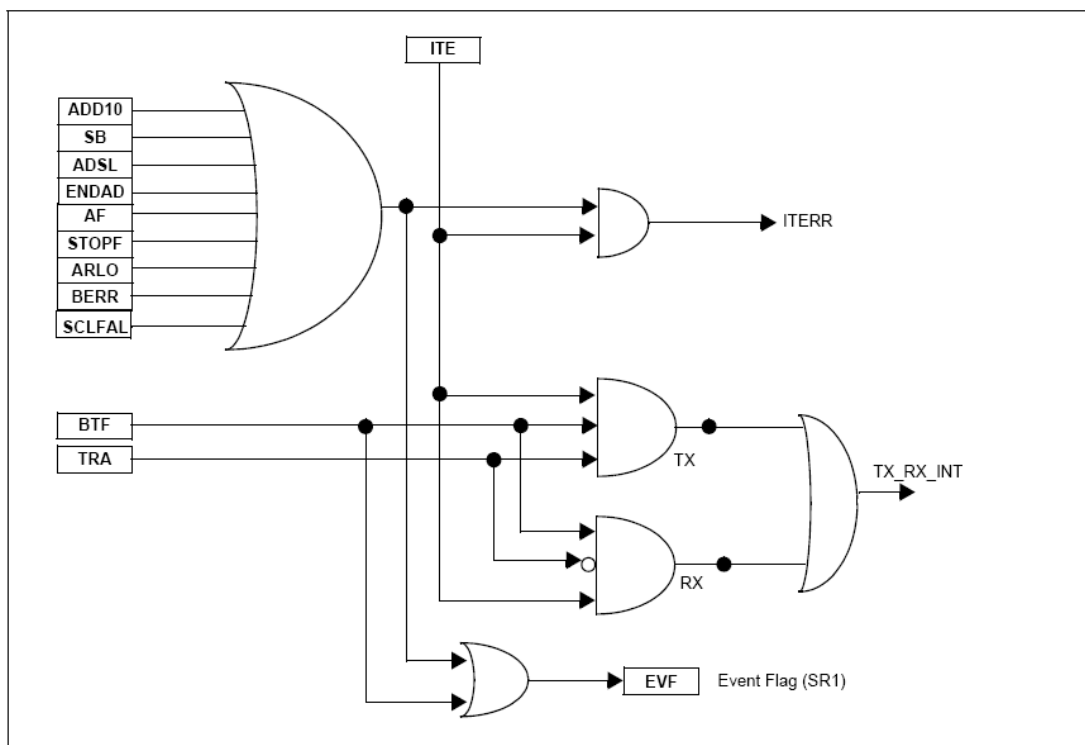 ITE
ADD10
SB
ADSL
ENDAD
AF
STOPF
ARLO
BERR
SCLFAL
ITERR
BTF
TRA
TX
TX_RX_INT
RX
EVF Event Flag (SR1)